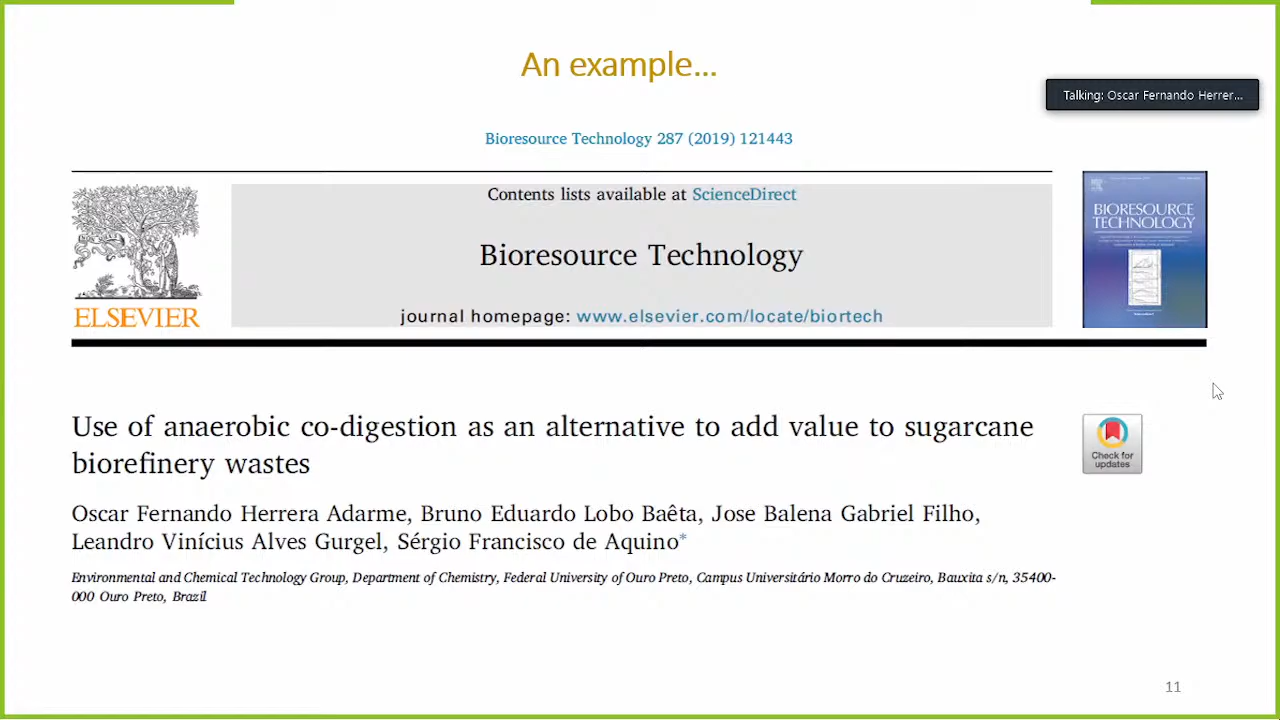 An example...
Talking: Oscar Fernando Herrer...
Bioresource Technology 287 (2019) 121443
Contents lists available at ScienceDirect
Bioresource Technology
journal homepage: www.elsevier.com/locate/biortech
ELSEVIER
BIORESOURCE
TECHNOLOGY
Use of anaerobic co-digestion as an alternative to add value to sugarcane
biorefinery wastes
Check for
updates
Oscar Fernando Herrera Adarme, Bruno Eduardo Lobo Baêta, Jose Balena Gabriel Filho,
Leandro Vinícius Alves Gurgel, Sérgio Francisco de Aquino*
Environmental and Chemical Technology Group, Department of Chemistry, Federal University of Ouro Preto, Campus Universitário Morro do Cruzeiro, Bauxita s/n, 35400-
000 Ouro Preto, Brazil
11